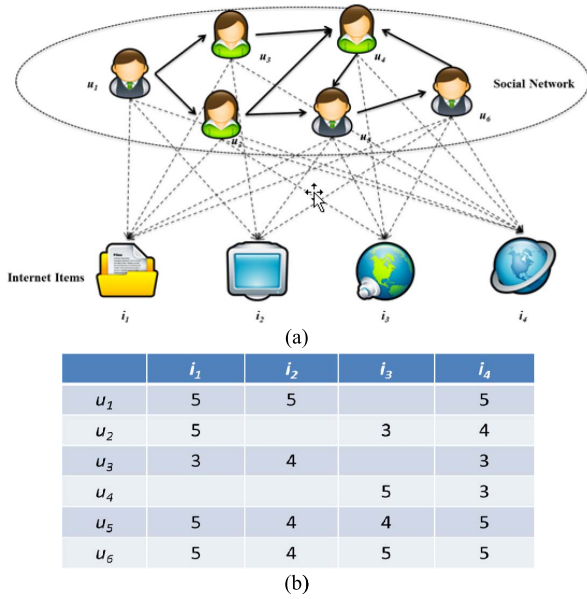 u3
u4
u1
Social Network
u6
u2
u5
Files
Internet Items
i1
i2
i3
i4
(a)
i1 i2 i3 i4
u1 5 5 5
u2 5 3 4
u3 3 4 3
u4 5 3
u5 5 4 4 5
u6 5 4 5 5
(b)